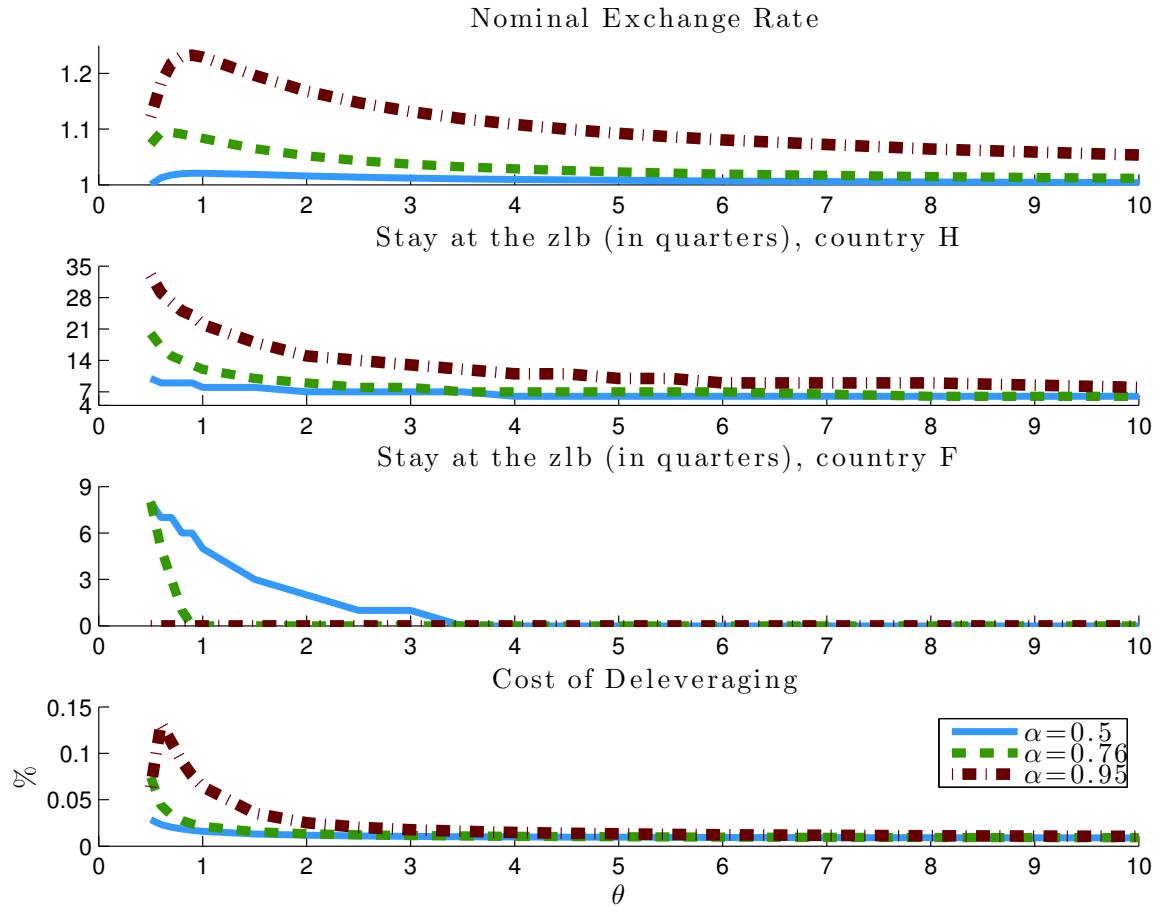 Nominal Exchange Rate
1.2
1.1
1
0 1 2 3 4 5 6 7 8 9 10
Stay at the zlb (in quarters), country H
35
28
21
14
7
4
0 1 2 3 4 5 6 7 8 9 10
Stay at the zlb (in quarters), country F
9
6
3
0
0 1 2 3 4 5 6 7 8 9 10
Cost of Deleveraging
%
0.15
0.1
0.05
0
α=0.5
α=0.76
α=0.95
0 1 2 3 4 5 6 7 8 9 10
θ